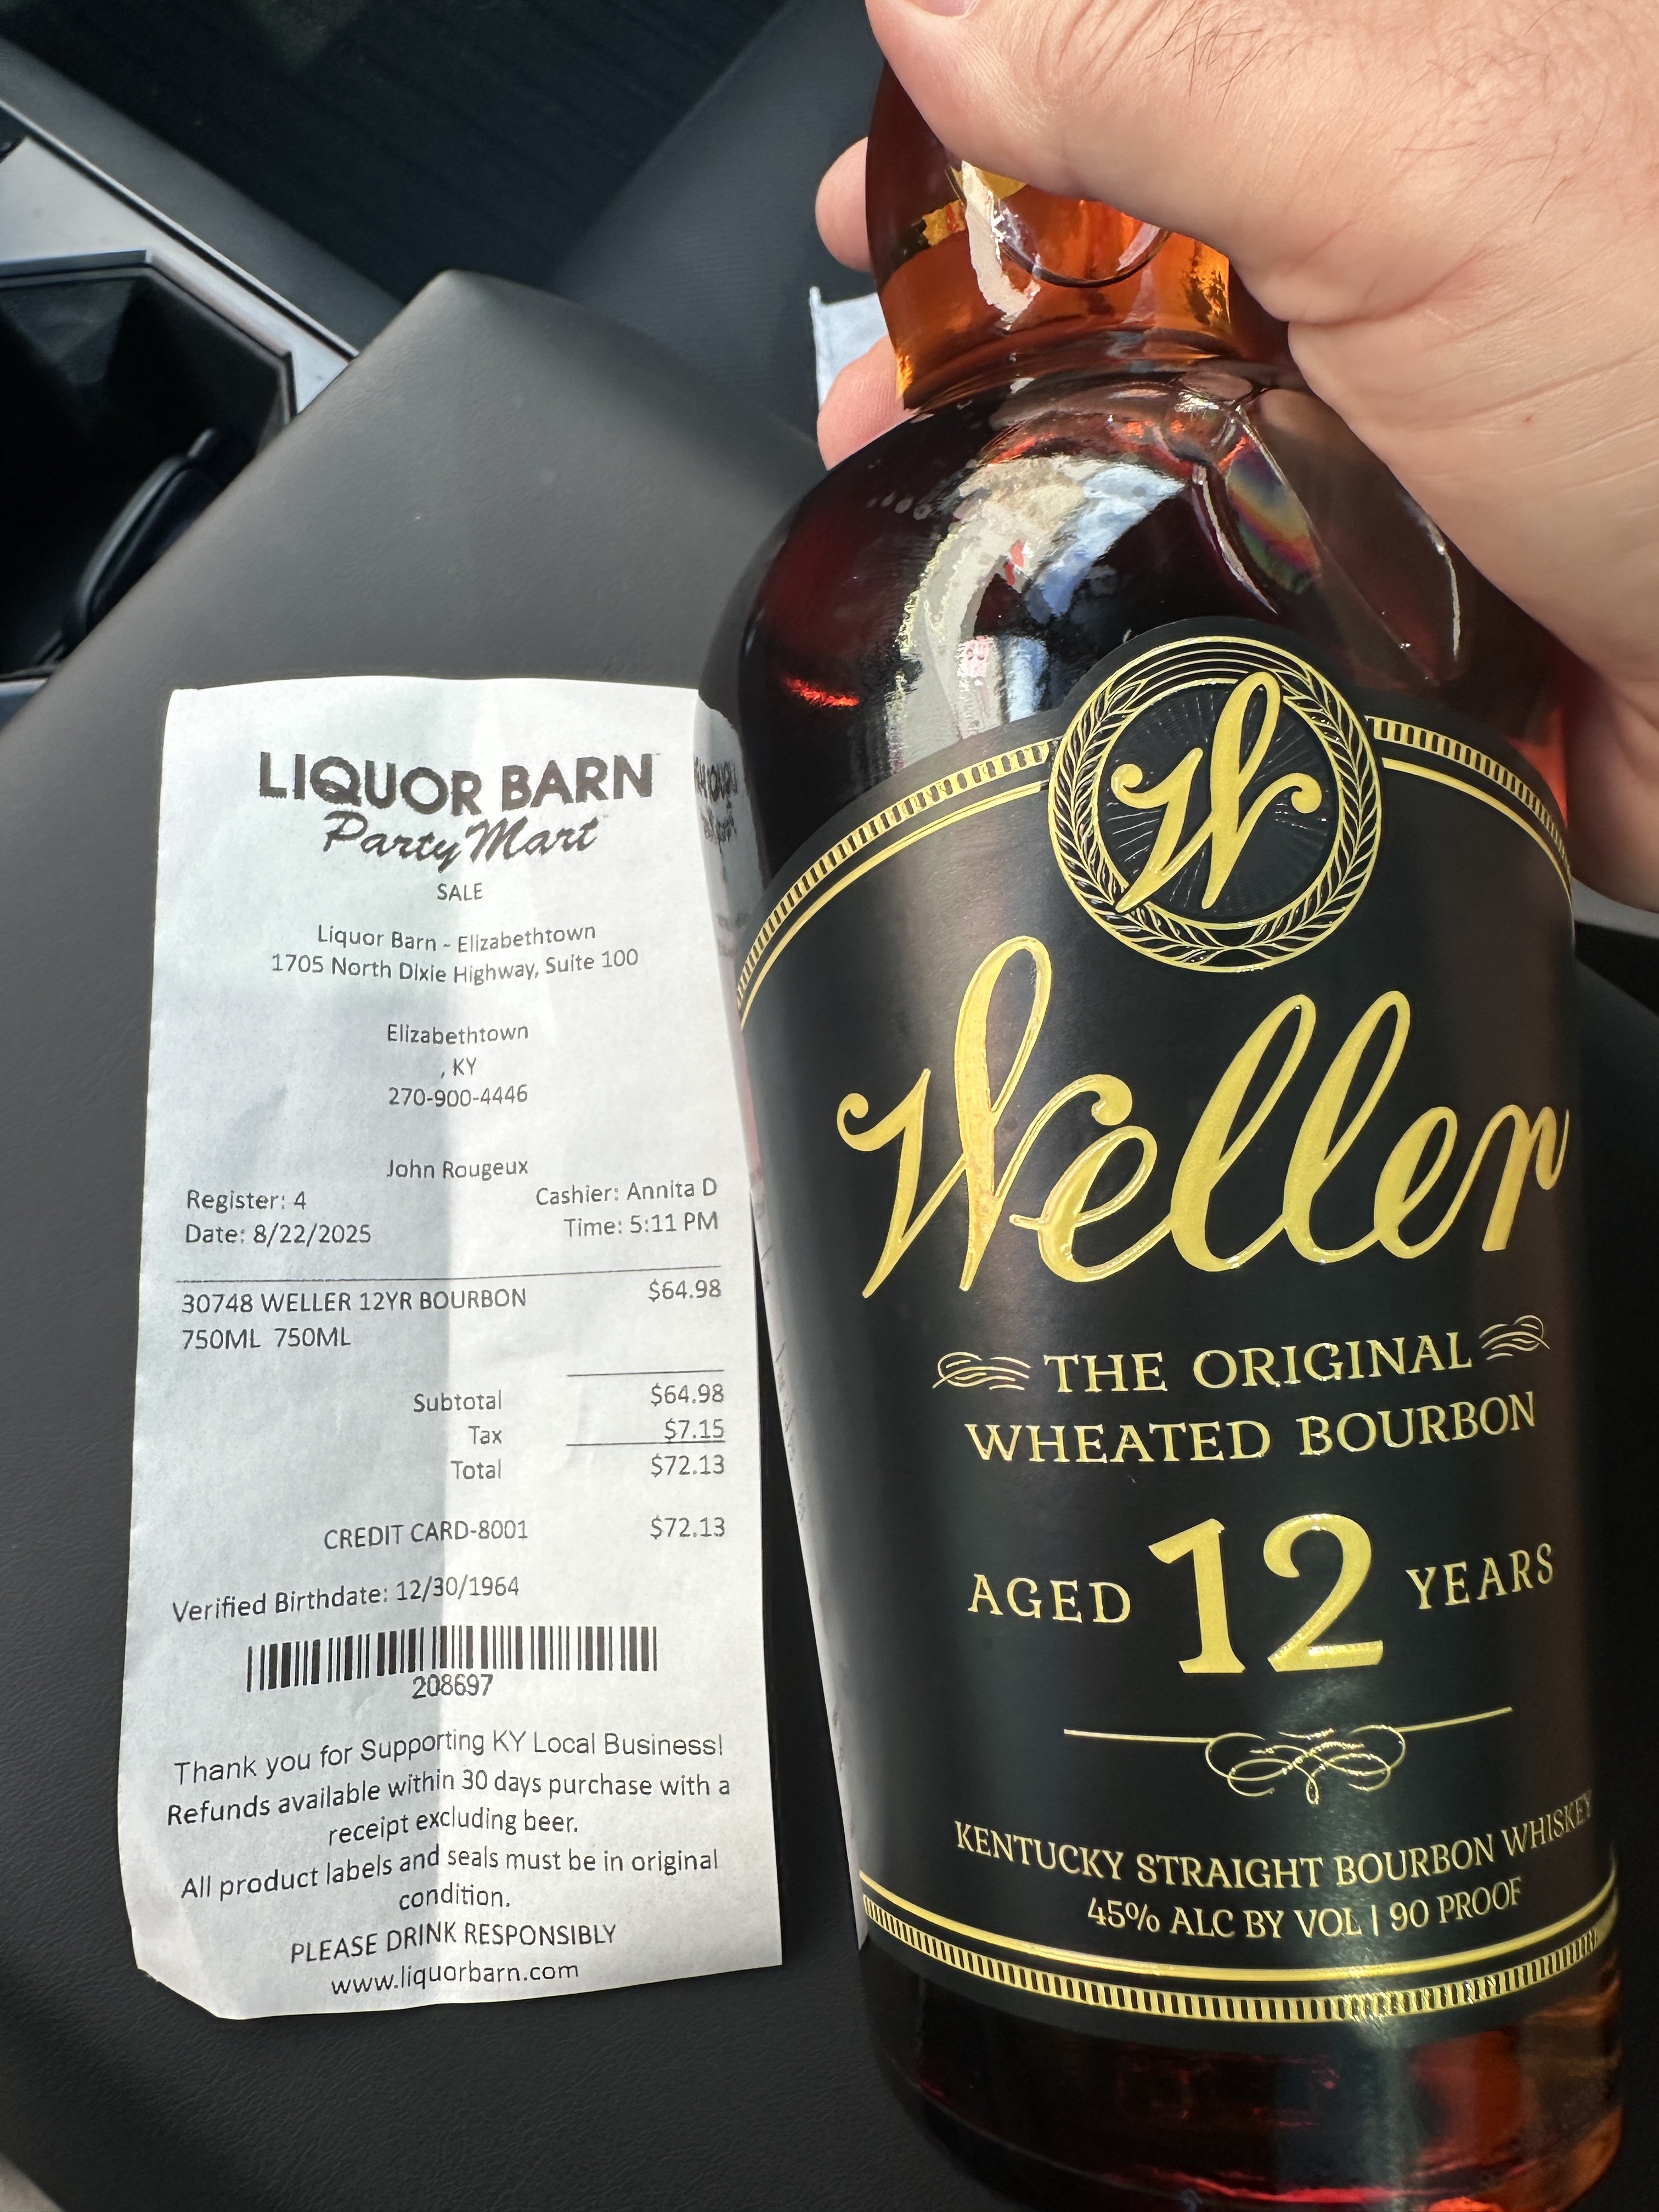 LIQUOR BARN
Party Mart
SALE
Liquor Barn - Elizabethtown
1705 North Dixie Highway, Suite 100
Elizabethtown
, KY
270-900-4446
John Rougeux
Register: 4 Cashier: Annita D
Date: 8/22/2025 Time: 5:11 PM
30748 WELLER 12YR BOURBON $64.98
750ML 750ML
Subtotal $64.98
Tax $7.15
Total $72.13
CREDIT CARD-8001 $72.13
Verified Birthdate: 12/30/1964
208697
Thank you for Supporting KY Local Business!
Refunds available within 30 days purchase with a
receipt excluding beer.
All product labels and seals must be in original
condition.
PLEASE DRINK RESPONSIBLY
www.liquorbarn.com
W
Weller
THE ORIGINAL
WHEATED BOURBON
AGED 12 YEARS
KENTUCKY STRAIGHT BOURBON WHISKEY
45% ALC BY VOL | 90 PROOF